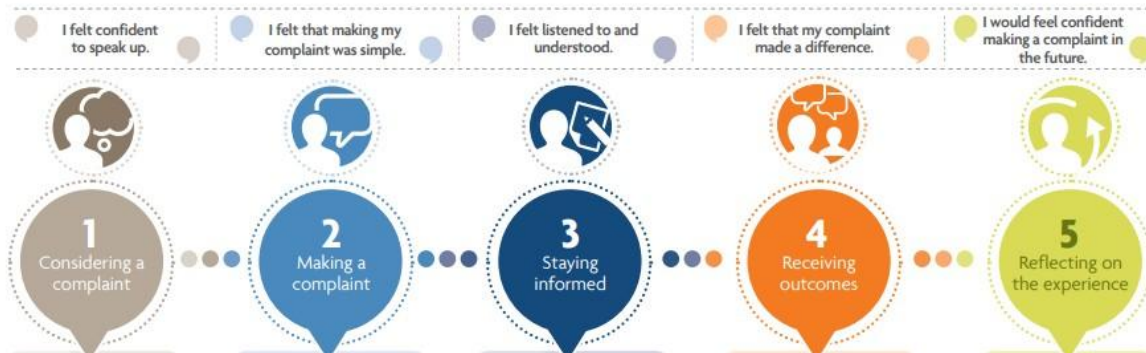 I felt confident
to speak up.
I felt that making my
complaint was simple.
I felt listened to and
understood.
I felt that my complaint
made a difference.
I would feel confident
making a complaint in
the future.
1
Considering a
complaint
2
Making a
complaint
3
Staying
informed
4
Receiving
outcomes
5
Reflecting on
the experience